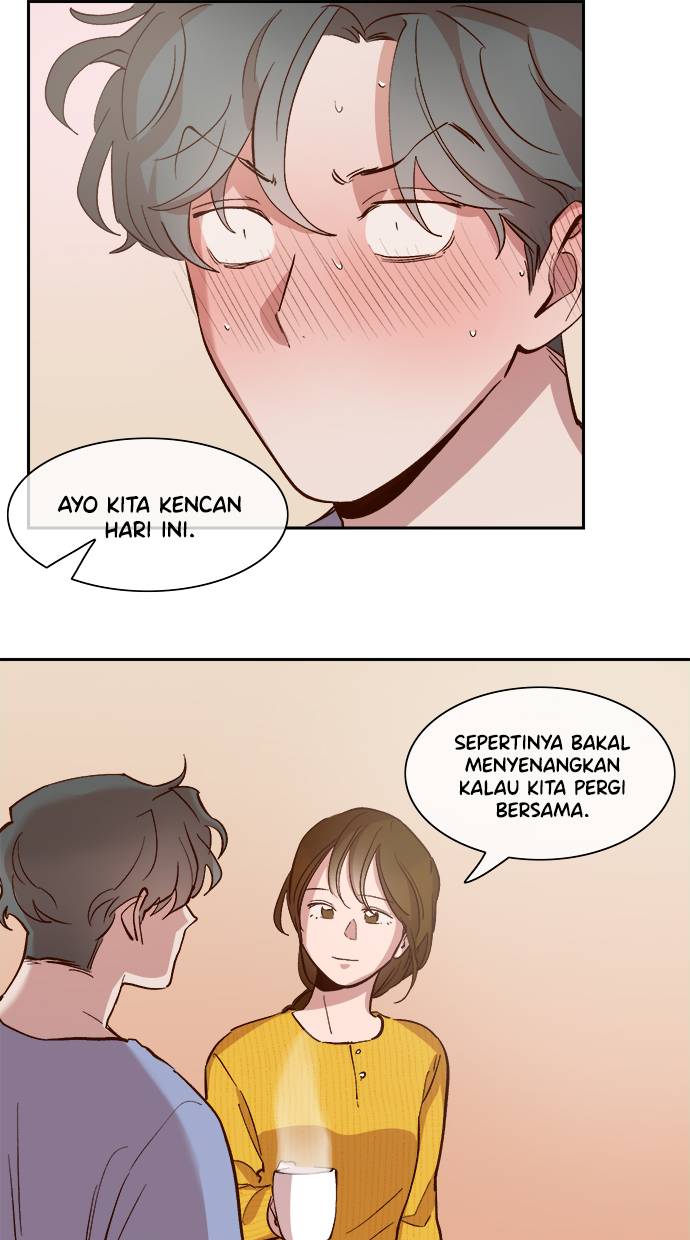 AYO KITA KENCAN
HARI INI.
SEPERTINYA BAKAL
MENYENANGKAN
KALAU KITA PERGI
BERSAMA.